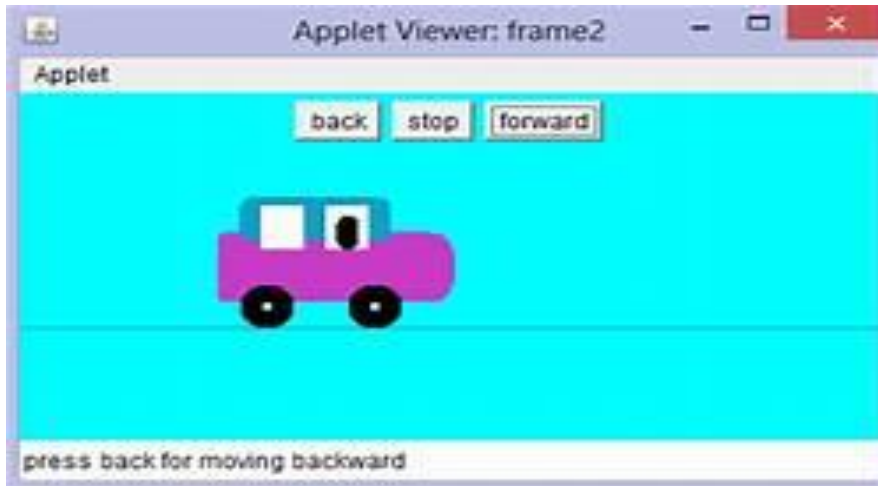 Applet Viewer: frame2
Applet
back stop forward
press back for moving backward